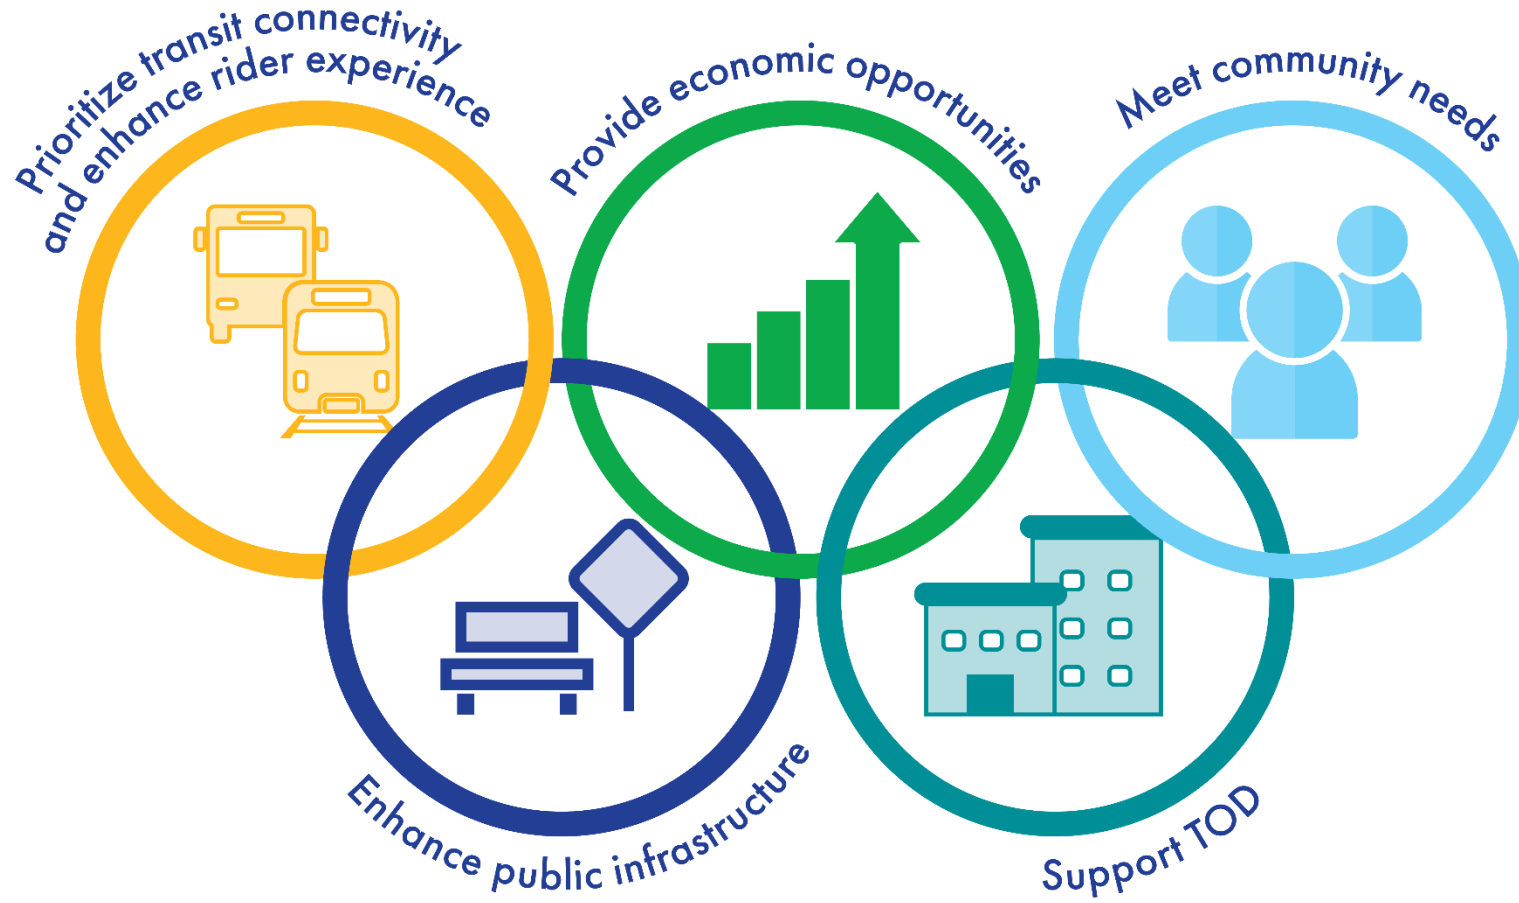 Prioritize transit connectivity
and enhance rider experience
Provide economic opportunities
Meet community needs
Enhance public infrastructure
Support TOD